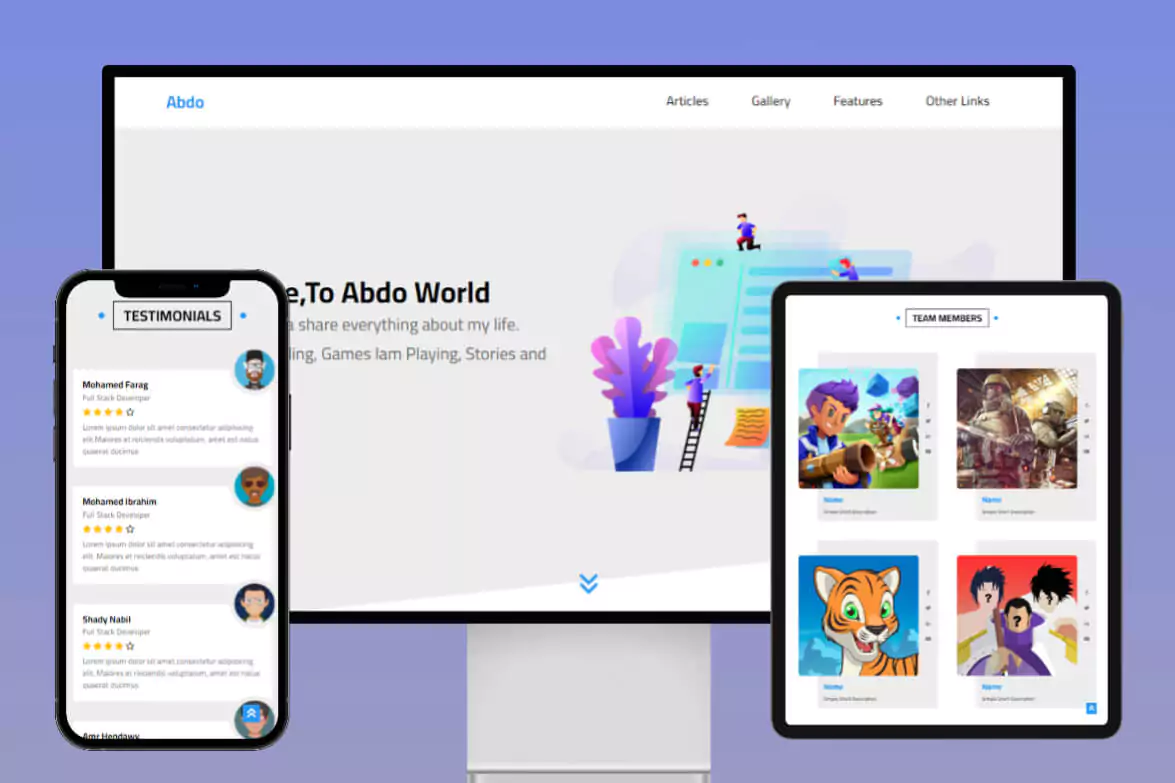 Abdo
Articles
Gallery
Features
Other Links
e,To Abdo World
a share everything about my life.
ling, Games Iam Playing, Stories and
TESTIMONIALS
Mohamed Farag
Full Stack Developer
Lorem ipsum dolor sit amet consectetur adipisicing
elit. Maiores et reiciendis voluptatum, amet est natus
quaerat ducimus
Mohamed Ibrahim
Full Stack Developer
Lorem ipsum dolor sit amet consectetur adipisicing
elit. Maiores et reiciendis voluptatum, amet est natus
quaerat ducimus
Shady Nabil
Full Stack Developer
Lorem ipsum dolor sit amet consectetur adipisicing
elit. Maiores et reiciendis voluptatum, amet est natus
quaerat ducimus
Amr Hendawy
TEAM MEMBERS
Name
Simple Short Description
Name
Simple Short Description
?
?
?
Name
Simple Short Description
Name
Simple Short Description